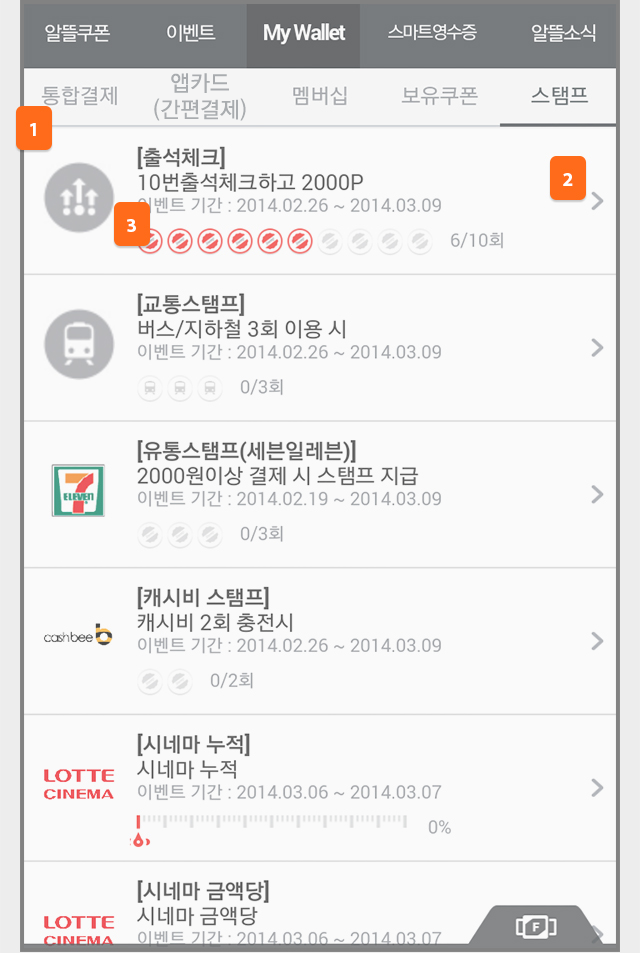 알뜰쿠폰 이벤트 My Wallet 스마트영수증 알뜰소식
통합결제 앱카드 멤버십 보유쿠폰 스탬프
(간편결제)
1
[출석체크]
10번출석체크하고 2000P
2
이벤트 기간 : 2014.02.26 ~ 2014.03.09
3
6/10회
[교통스탬프]
버스/지하철 3회 이용 시
이벤트 기간 : 2014.02.26 ~ 2014.03.09
0/3회
[유통스탬프(세븐일레븐)]
2000원이상 결제 시 스탬프 지급
7
ELEVEN
이벤트 기간 : 2014.02.19 ~ 2014.03.09
0/3회
[캐시비 스탬프]
캐시비 2회 충전시
cashbee b
이벤트 기간 : 2014.02.26 ~ 2014.03.09
0/2회
[시네마 누적]
시네마 누적
LOTTE
CINEMA
이벤트 기간 : 2014.03.06 ~ 2014.03.07
0%
[시네마 금액당]
시네마 금액당
LOTTE
CINEMA
이벤트 기간 : 2014.03.06 ~ 2014.03.07
F